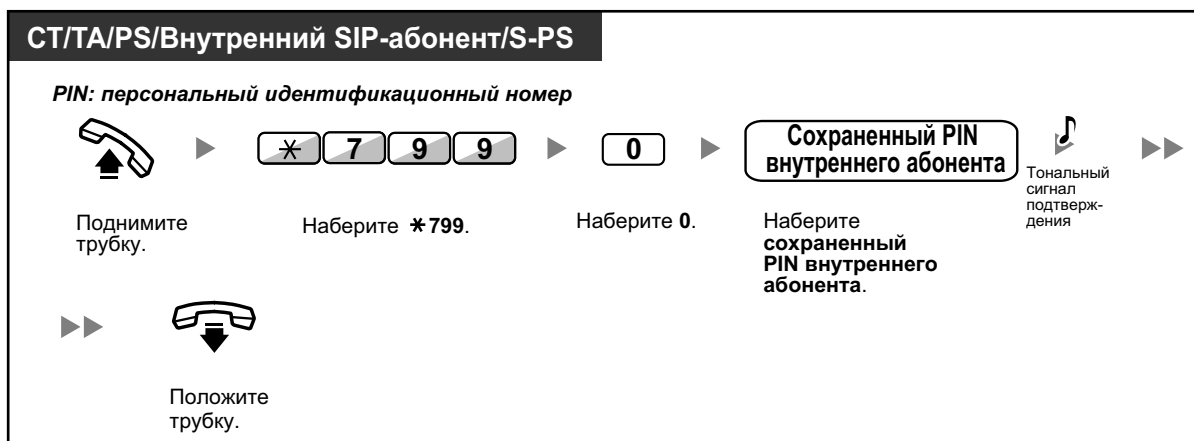 CT/TA/PS/Внутренний SIP-абонент/S-PS
PIN: персональный идентификационный номер
* 7 9 9
0
Сохраненный PIN
внутреннего абонента
Тональный
сигнал
подтверж-
дения
Поднимите
трубку.
Наберите *799.
Наберите 0.
Наберите
сохраненный
PIN внутреннего
абонента.
Положите
трубку.